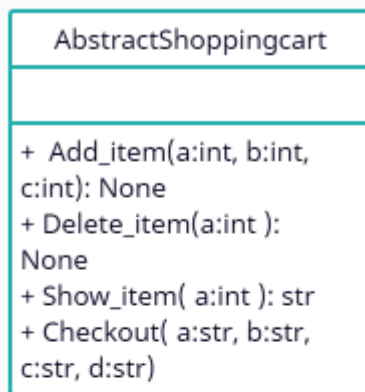 AbstractShoppingcart
+ Add_item(a:int, b:int,
c:int): None
+ Delete_item(a:int ):
None
+ Show_item( a:int ): str
+ Checkout( a:str, b:str,
c:str, d:str)